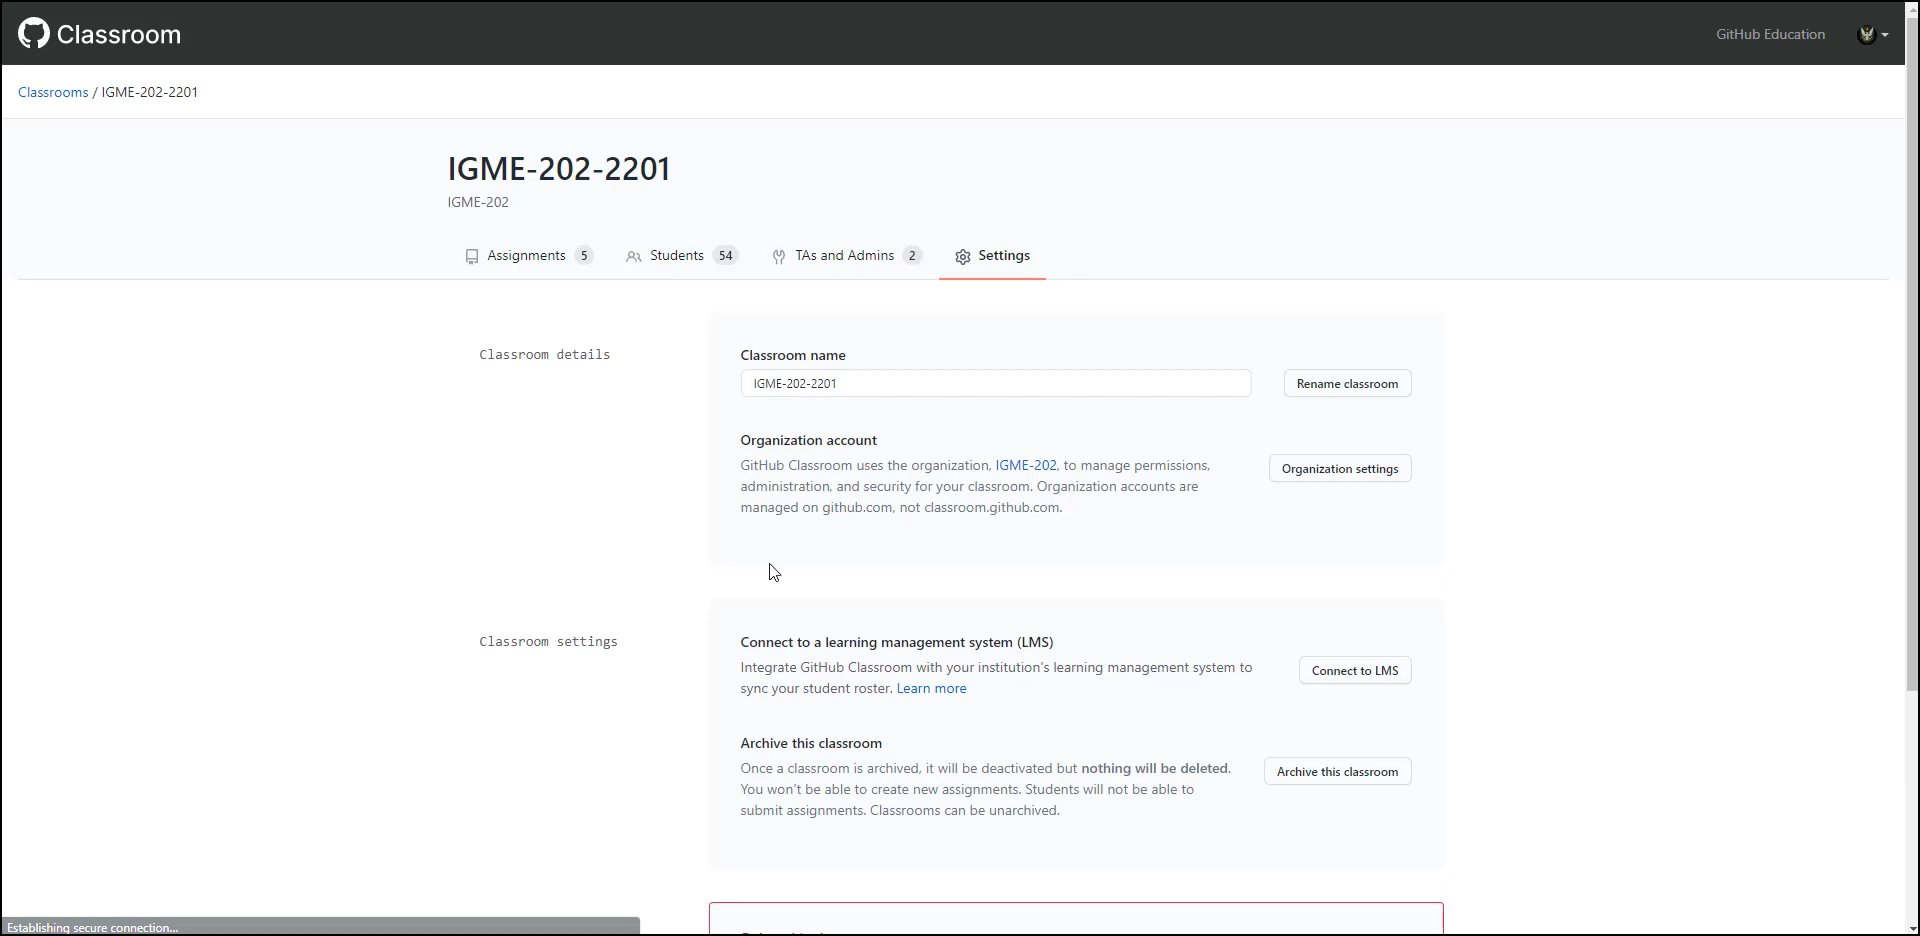 Classroom
GitHub Education
Classrooms / IGME-202-2201
IGME-202-2201
IGME-202
Assignments 5
Students 54
TAs and Admins 2
Settings
Classroom details
Classroom name
IGME-202-2201
Rename classroom
Organization account
GitHub Classroom uses the organization, IGME-202, to manage permissions,
administration, and security for your classroom. Organization accounts are
managed on github.com, not classroom.github.com.
Organization settings
Classroom settings
Connect to a learning management system (LMS)
Integrate GitHub Classroom with your institution's learning management system to
sync your student roster. Learn more
Connect to LMS
Archive this classroom
Once a classroom is archived, it will be deactivated but nothing will be deleted.
You won't be able to create new assignments. Students will not be able to
submit assignments. Classrooms can be unarchived.
Archive this classroom
Establishing secure connection...